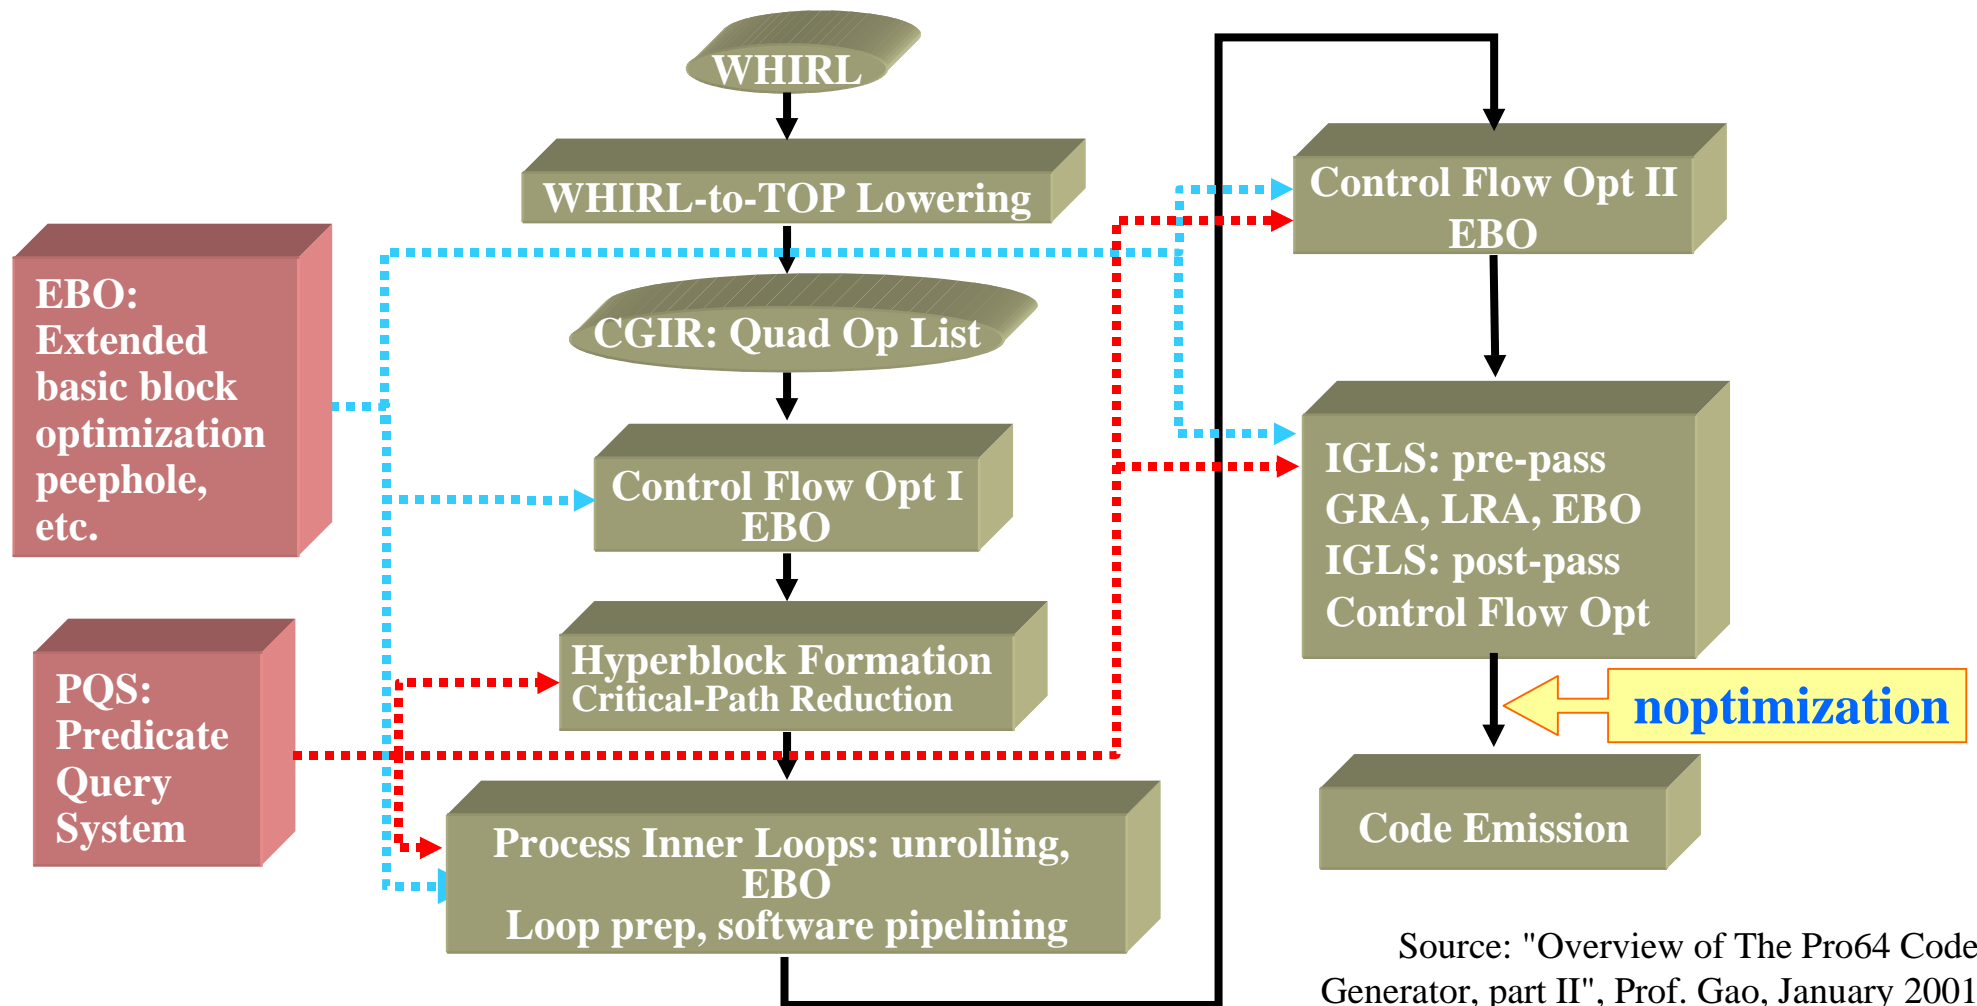 WHIRL
WHIRL-to-TOP Lowering
CGIR: Quad Op List
Control Flow Opt I
EBO
Hyperblock Formation
Critical-Path Reduction
Process Inner Loops: unrolling,
EBO
Loop prep, software pipelining
EBO:
Extended
basic block
optimization
peephole,
etc.
PQS:
Predicate
Query
System
Control Flow Opt II
EBO
IGLS: pre-pass
GRA, LRA, EBO
IGLS: post-pass
Control Flow Opt
noptimization
Code Emission
Source: "Overview of The Pro64 Code
Generator, part II", Prof. Gao, January 2001